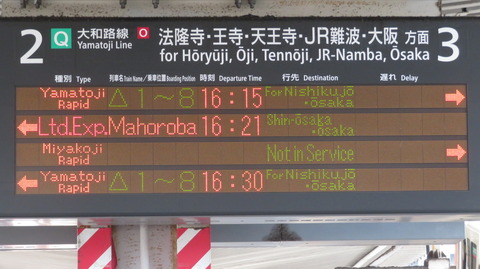 2 Q 大和路線 O 法隆寺・王寺・天王寺・JR難波・大阪 方面 3
Yamatoji Line for Hōryūji, Ōji, Tennōji, JR-Namba, Ōsaka
種別 Type 列車名 Train Name/乗車位置 Boarding Position 時刻 Departure Time 行先 Destination 遅れ Delay
Yamatoji Rapid △ 1～8 16:15 For Nishikujō・ōsaka →
← Ltd.Exp. Mahoroba 16:21 Shin-ōsaka・ōsaka
Miyakoji Rapid Not in Service →
← Yamatoji Rapid △ 1～8 16:30 For Nishikujō・ōsaka